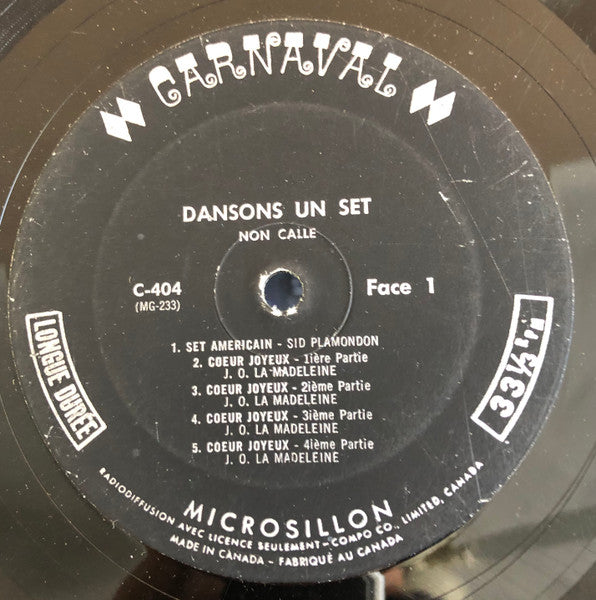 CARNAVAL
DANSONS UN SET
NON CALLE
C-404
(MG-233)
Face 1
1. SET AMERICAIN - SID PLAMONDON
2. COEUR JOYEUX - 1ière Partie
J. O. LA MADELEINE
3. COEUR JOYEUX - 2ième Partie
J. O. LA MADELEINE
4. COEUR JOYEUX - 3ième Partie
J. O. LA MADELEINE
5. COEUR JOYEUX - 4ième Partie
J. O. LA MADELEINE
LONGUE DURÉE
33⅓ RPM
MICROSILLON
RADIODIFFUSION AVEC LICENCE SEULEMENT-COMPO CO., LIMITED, CANADA
MADE IN CANADA - FABRIQUÉ AU CANADA